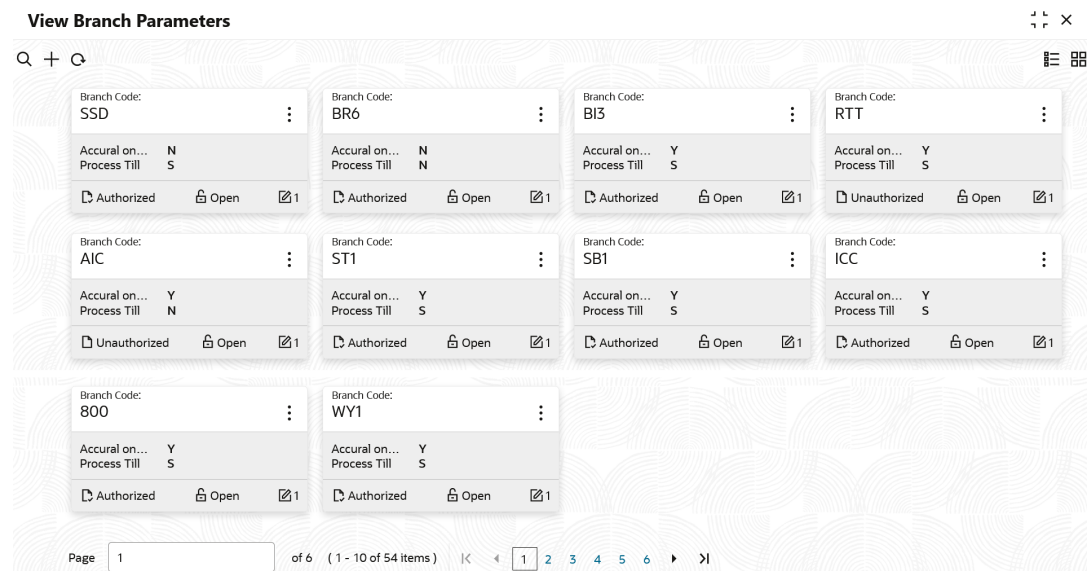 View Branch Parameters
Branch Code:
SSD
Accural on... N
Process Till S
Authorized Open 1
Branch Code:
BR6
Accural on... N
Process Till N
Authorized Open 1
Branch Code:
BI3
Accural on... Y
Process Till S
Authorized Open 1
Branch Code:
RTT
Accural on... Y
Process Till S
Unauthorized Open 1
Branch Code:
AIC
Accural on... Y
Process Till N
Unauthorized Open 1
Branch Code:
ST1
Accural on... Y
Process Till S
Authorized Open 1
Branch Code:
SB1
Accural on... Y
Process Till S
Authorized Open 1
Branch Code:
ICC
Accural on... Y
Process Till S
Authorized Open 1
Branch Code:
800
Accural on... Y
Process Till S
Authorized Open 1
Branch Code:
WY1
Accural on... Y
Process Till S
Authorized Open 1
Page 1 of 6 ( 1 - 10 of 54 items ) 1 2 3 4 5 6